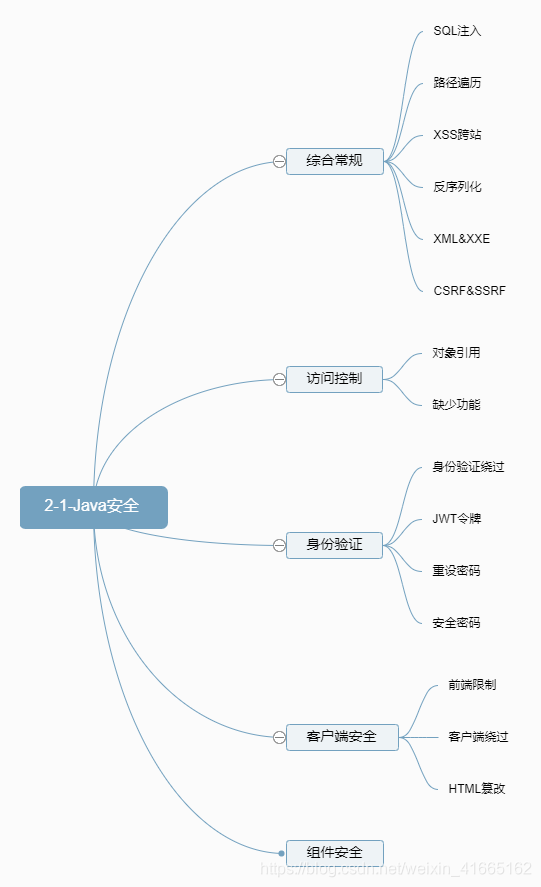 2-1-Java安全
综合常规
SQL注入
路径遍历
XSS跨站
反序列化
XML&XXE
CSRF&SSRF
访问控制
对象引用
缺少功能
身份验证
身份验证绕过
JWT令牌
重设密码
安全密码
客户端安全
前端限制
客户端绕过
HTML篡改
组件安全
https://blog.csdn.net/weixin_41665162